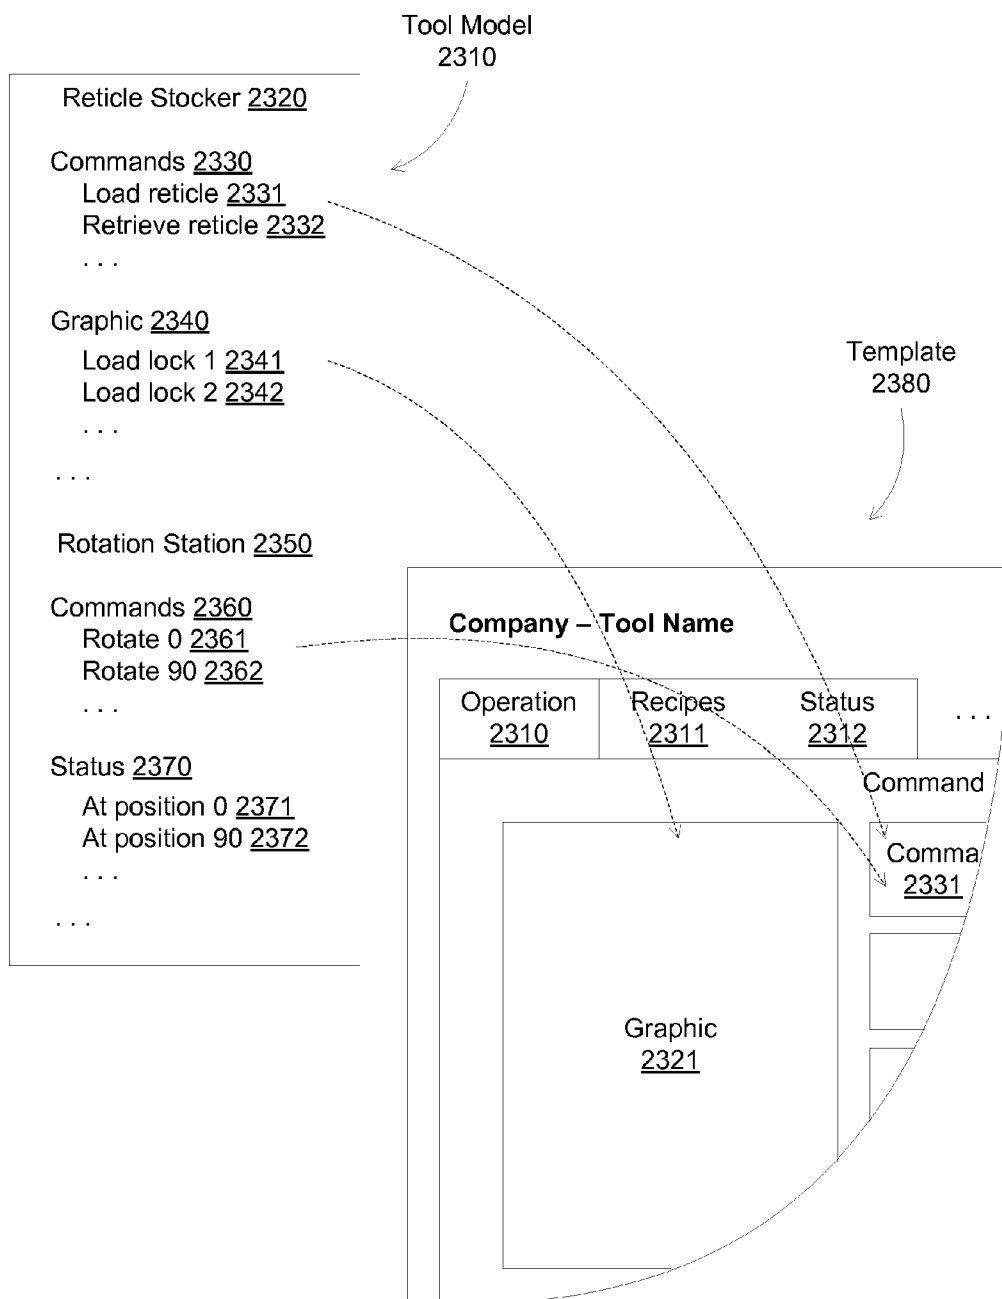 Tool Model
2310
Reticle Stocker 2320
Commands 2330
Load reticle 2331
Retrieve reticle 2332
. . .
Graphic 2340
Load lock 1 2341
Load lock 2 2342
. . .
. . .
Rotation Station 2350
Commands 2360
Rotate 0 2361
Rotate 90 2362
. . .
Status 2370
At position 0 2371
At position 90 2372
. . .
. . .
Template
2380
Company – Tool Name
Operation
2310
Recipes
2311
Status
2312
. . .
Command
Comma
2331
Graphic
2321